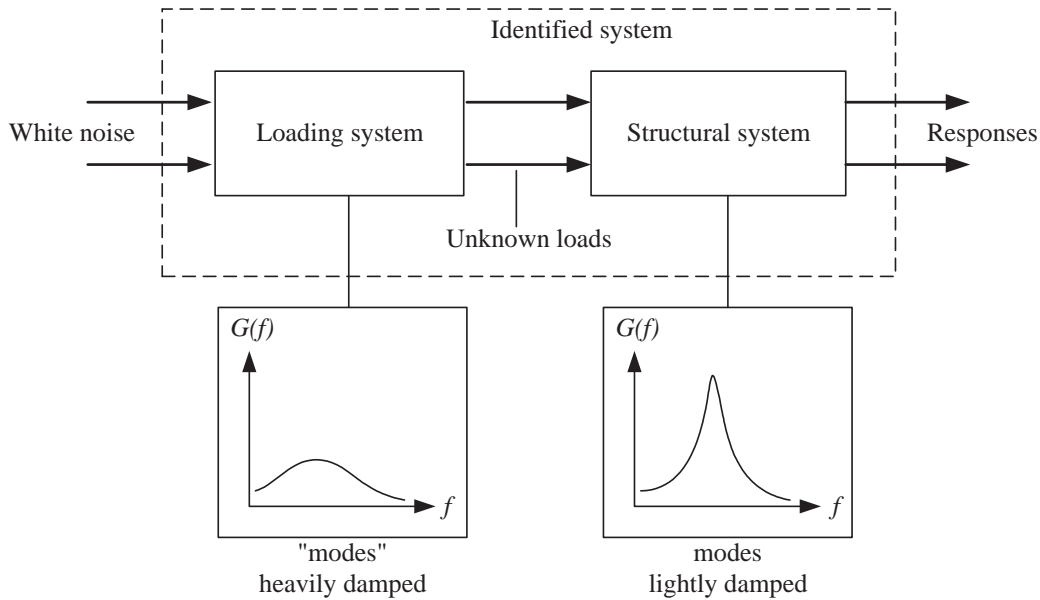 Identified system
White noise
Loading system
Structural system
Responses
Unknown loads
G(f)
f
G(f)
f
"modes"
heavily damped
modes
lightly damped